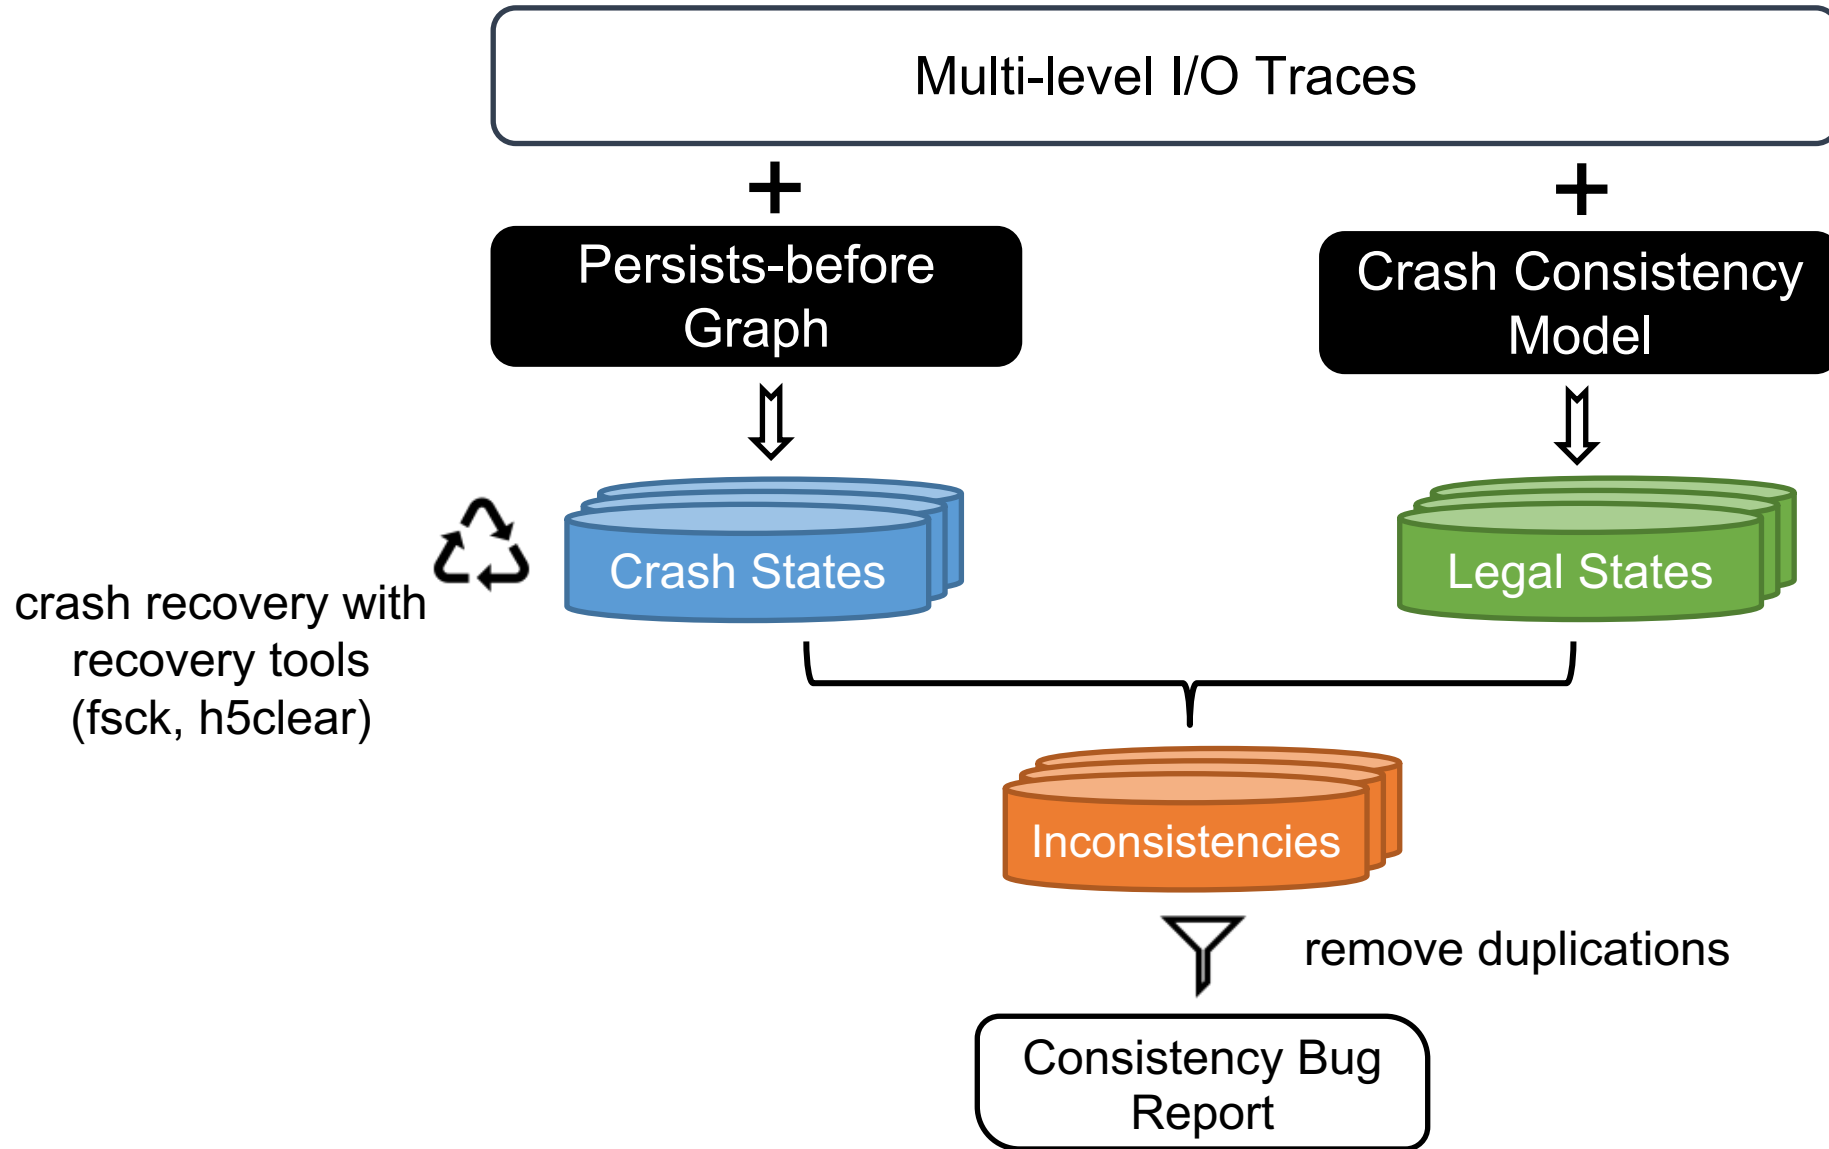 Multi-level I/O Traces
Persists-before
Graph
Crash Consistency
Model
Crash States
Legal States
crash recovery with
recovery tools
(fsck, h5clear)
Inconsistencies
remove duplications
Consistency Bug
Report